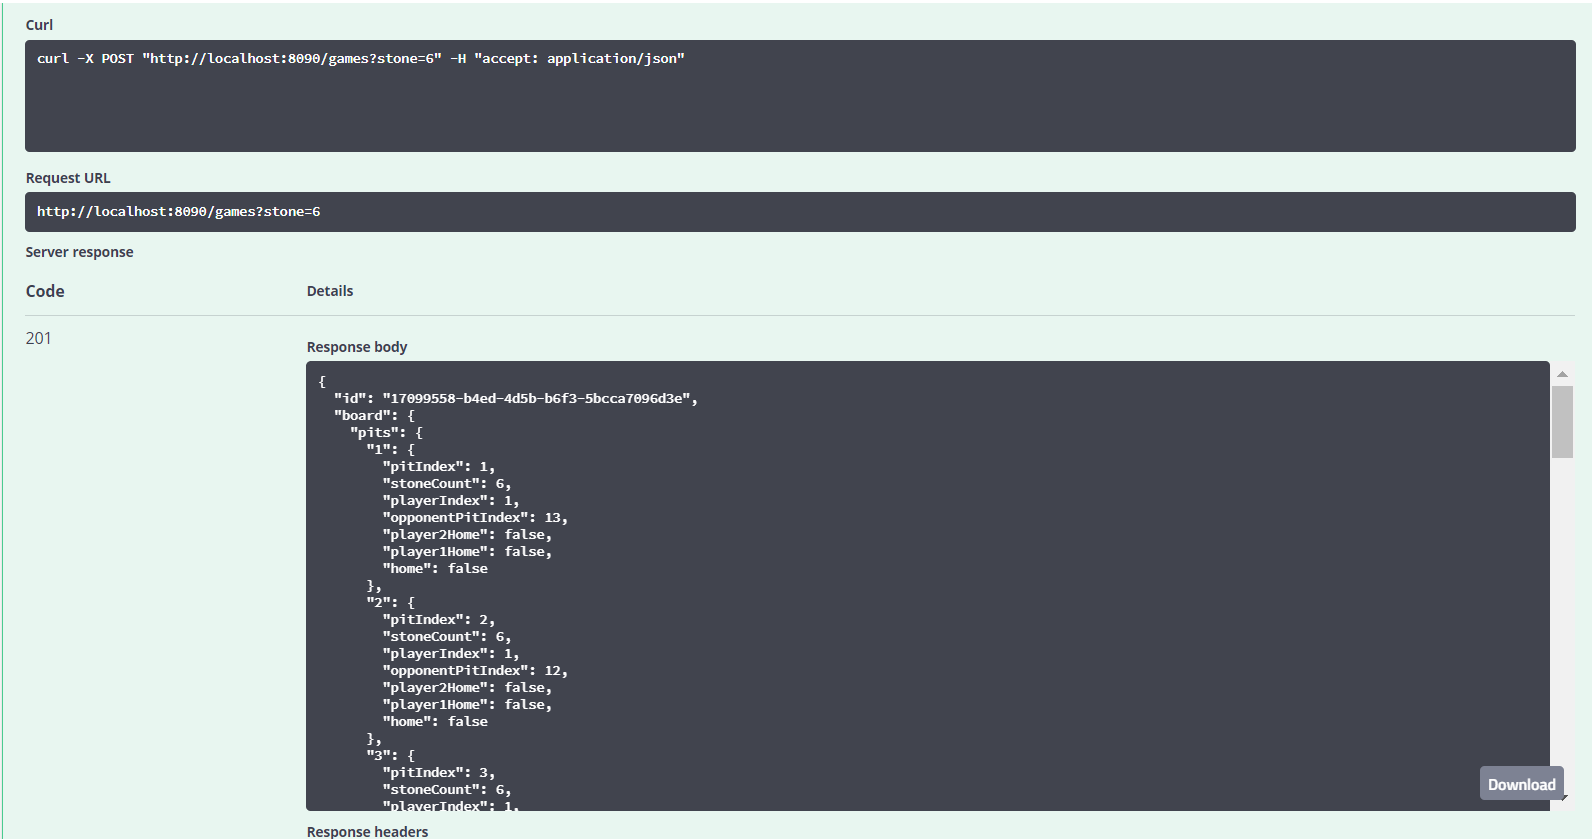 Curl
curl -X POST "http://localhost:8090/games?stone=6" -H "accept: application/json"
Request URL
http://localhost:8090/games?stone=6
Server response
Code Details
201
Response body
{
  "id": "17099558-b4ed-4d5b-b6f3-5bcca7096d3e",
  "board": {
    "pits": {
      "1": {
        "pitIndex": 1,
        "stoneCount": 6,
        "playerIndex": 1,
        "opponentPitIndex": 13,
        "player2Home": false,
        "player1Home": false,
        "home": false
      },
      "2": {
        "pitIndex": 2,
        "stoneCount": 6,
        "playerIndex": 1,
        "opponentPitIndex": 12,
        "player2Home": false,
        "player1Home": false,
        "home": false
      },
      "3": {
        "pitIndex": 3,
        "stoneCount": 6,
        "playerIndex": 1,
Download
Response headers